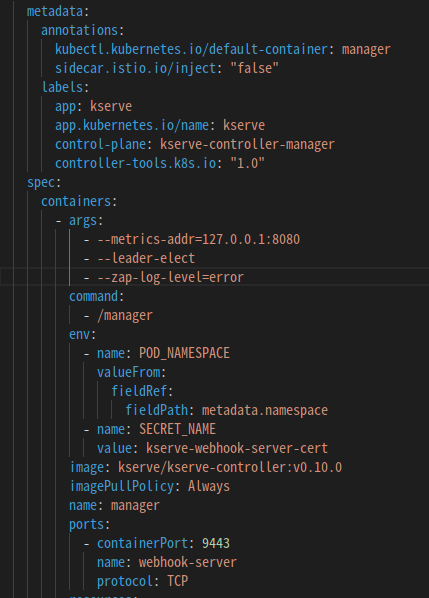 metadata:
annotations:
kubectl.kubernetes.io/default-container: manager
sidecar.istio.io/inject: "false"
labels:
app: kserve
app.kubernetes.io/name: kserve
control-plane: kserve-controller-manager
controller-tools.k8s.io: "1.0"
spec:
containers:
- args:
- --metrics-addr=127.0.0.1:8080
- --leader-elect
- --zap-log-level=error
command:
- /manager
env:
- name: POD_NAMESPACE
valueFrom:
fieldRef:
fieldPath: metadata.namespace
- name: SECRET_NAME
value: kserve-webhook-server-cert
image: kserve/kserve-controller:v0.10.0
imagePullPolicy: Always
name: manager
ports:
- containerPort: 9443
name: webhook-server
protocol: TCP